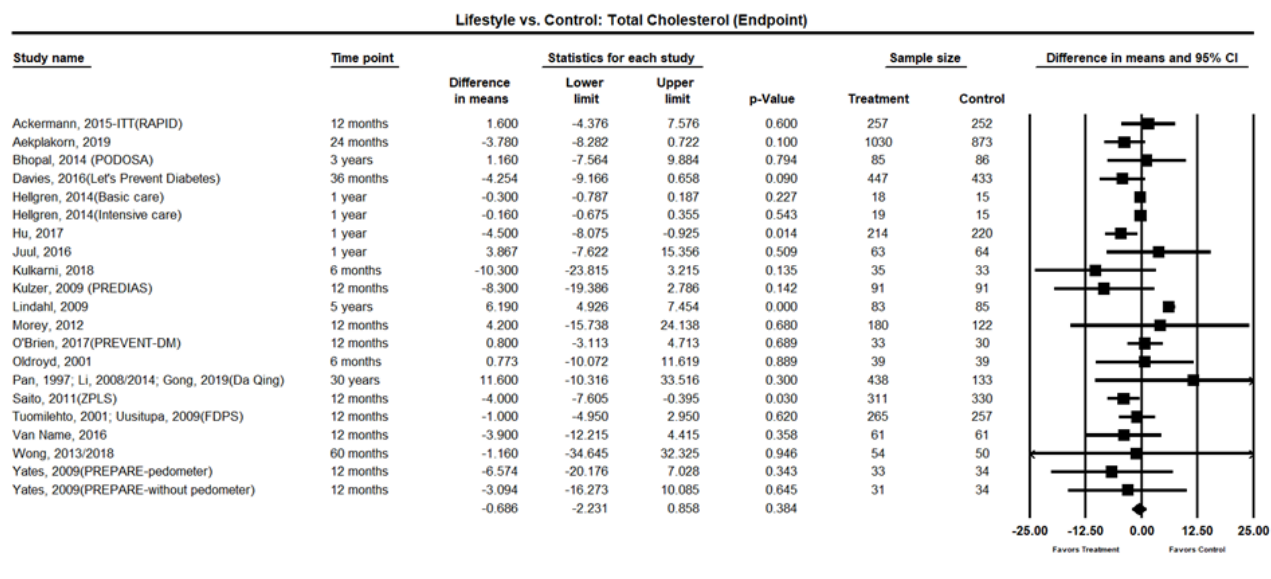 Lifestyle vs. Control: Total Cholesterol (Endpoint)
Study name Time point Statistics for each study Sample size Difference in means and 95% CI
Difference in means Lower limit Upper limit p-Value Treatment Control
Ackermann, 2015-ITT(RAPID) 12 months 1.600 -4.376 7.576 0.600 257 252
Aekplakorn, 2019 24 months -3.780 -8.282 0.722 0.100 1030 873
Bhopal, 2014 (PODOSA) 3 years 1.160 -7.564 9.884 0.794 85 86
Davies, 2016(Let's Prevent Diabetes) 36 months -4.254 -9.166 0.658 0.090 447 433
Hellgren, 2014(Basic care) 1 year -0.300 -0.787 0.187 0.227 18 15
Hellgren, 2014(Intensive care) 1 year -0.160 -0.675 0.355 0.543 19 15
Hu, 2017 1 year -4.500 -8.075 -0.925 0.014 214 220
Juul, 2016 1 year 3.867 -7.622 15.356 0.509 63 64
Kulkarni, 2018 6 months -10.300 -23.815 3.215 0.135 35 33
Kulzer, 2009 (PREDIAS) 12 months -8.300 -19.386 2.786 0.142 91 91
Lindahl, 2009 5 years 6.190 4.926 7.454 0.000 83 85
Morey, 2012 12 months 4.200 -15.738 24.138 0.680 180 122
O'Brien, 2017(PREVENT-DM) 12 months 0.800 -3.113 4.713 0.689 33 30
Oldroyd, 2001 6 months 0.773 -10.072 11.619 0.889 39 39
Pan, 1997; Li, 2008/2014; Gong, 2019(Da Qing) 30 years 11.600 -10.316 33.516 0.300 438 133
Saito, 2011(ZPLS) 12 months -4.000 -7.605 -0.395 0.030 311 330
Tuomilehto, 2001; Uusitupa, 2009(FDPS) 12 months -1.000 -4.950 2.950 0.620 265 257
Van Name, 2016 12 months -3.900 -12.215 4.415 0.358 61 61
Wong, 2013/2018 60 months -1.160 -34.645 32.325 0.946 54 50
Yates, 2009(PREPARE-pedometer) 12 months -6.574 -20.176 7.028 0.343 33 34
Yates, 2009(PREPARE-without pedometer) 12 months -3.094 -16.273 10.085 0.645 31 34
-0.686 -2.231 0.858 0.384
-25.00 -12.50 0.00 12.50 25.00
Favors Treatment Favors Control